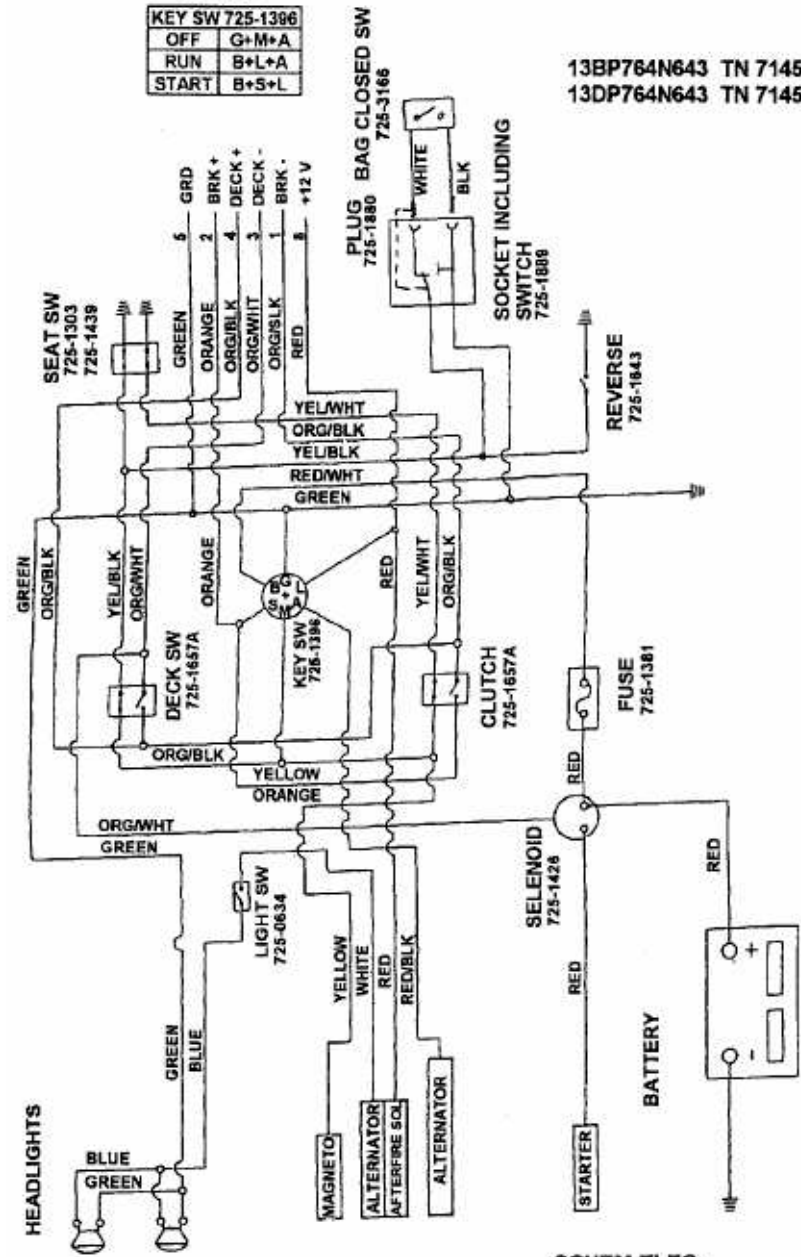 KEY SW 725-1396
OFF G+M+A
RUN B+L+A
START B+S+L
13BP764N643 TN 7145
13DP764N643 TN 7145
BAG CLOSED SW
725-3166
PLUG
725-1880
WHITE
BLK
SOCKET INCLUDING
SWITCH
725-1889
SEAT SW
725-1303
725-1439
5 GRD
2 BRK +
4 DECK +
3 DECK -
1 BRK -
+12 V
GREEN
ORANGE
ORG/BLK
ORG/WHT
ORG/SLK
RED
YEL/WHT
ORG/BLK
YEL/BLK
RED/WHT
GREEN
REVERSE
725-1643
GREEN
ORG/BLK
YEL/BLK
ORG/WHT
ORANGE
B G L
S + A
M
KEY SW
725-1396
RED
YEL/WHT
ORG/BLK
DECK SW
725-1657A
CLUTCH
725-1657A
FUSE
725-1381
ORG/BLK
YELLOW
ORANGE
RED
ORG/WHT
GREEN
SELENOID
725-1426
LIGHT SW
725-0634
RED
YELLOW
WHITE
RED
RED/BLK
RED
GREEN
BLUE
BATTERY
+
-
HEADLIGHTS
BLUE
GREEN
MAGNETO
ALTERNATOR
AFTERFIRE SOL
ALTERNATOR
STARTER